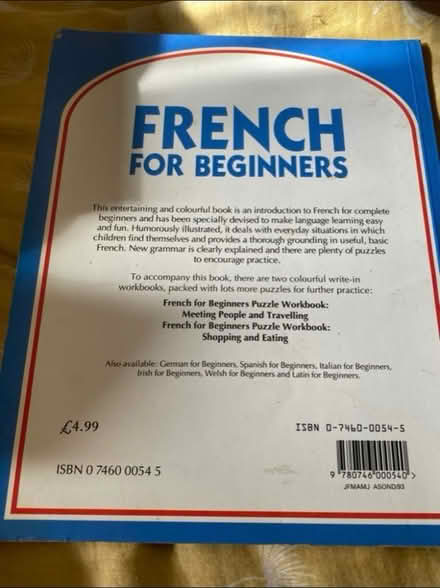 FRENCH
FOR BEGINNERS
This entertaining and colourful book is an introduction to French for complete
beginners and has been specially devised to make language learning easy
and fun. Humorously illustrated, it deals with everyday situations in which
children find themselves and provides a thorough grounding in useful, basic
French. New grammar is clearly explained and there are plenty of puzzles
to encourage practice.
To accompany this book, there are two colourful write-in
workbooks, packed with lots more puzzles for further practice:
French for Beginners Puzzle Workbook:
Meeting People and Travelling
French for Beginners Puzzle Workbook:
Shopping and Eating
Also available: German for Beginners, Spanish for Beginners, Italian for Beginners,
Irish for Beginners, Welsh for Beginners and Latin for Beginners.
£4.99
ISBN 0-7460-0054-5
ISBN 0 7460 0054 5
9 780746 000540 >
JFMAMJ ASOND/93